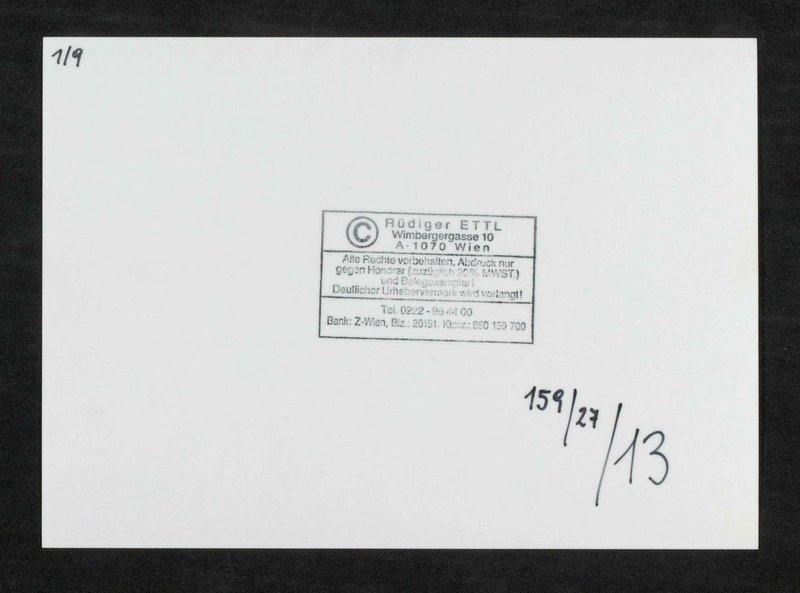 1/9
© Rüdiger ETTL
Wimbergergasse 10
A-1070 Wien
Alle Rechte vorbehalten, Abdruck nur
gegen Honorar (zuzüglich 20% MWST.)
und Belegexemplar!
Deutlicher Urhebervermerk wird verlangt!
Tel. 0222 - 96 44 00
Bank: Z-Wien, Blz.: 20151. Ktonr.: 660 159 700
159/27/13